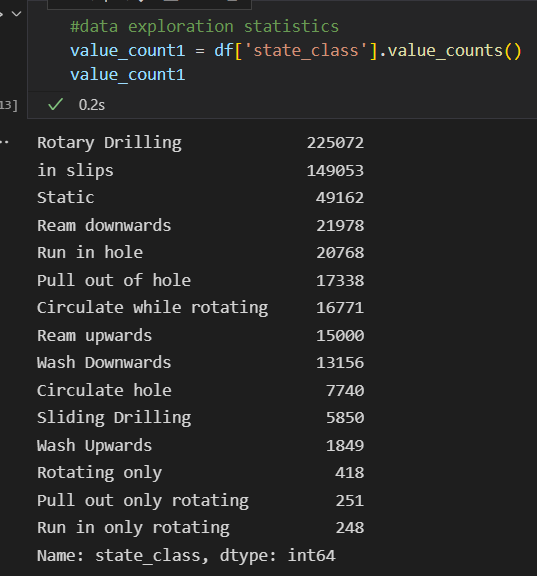 #data exploration statistics
value_count1 = df['state_class'].value_counts()
value_count1
13]
0.2s
Rotary Drilling 225072
in slips 149053
Static 49162
Ream downwards 21978
Run in hole 20768
Pull out of hole 17338
Circulate while rotating 16771
Ream upwards 15000
Wash Downwards 13156
Circulate hole 7740
Sliding Drilling 5850
Wash Upwards 1849
Rotating only 418
Pull out only rotating 251
Run in only rotating 248
Name: state_class, dtype: int64